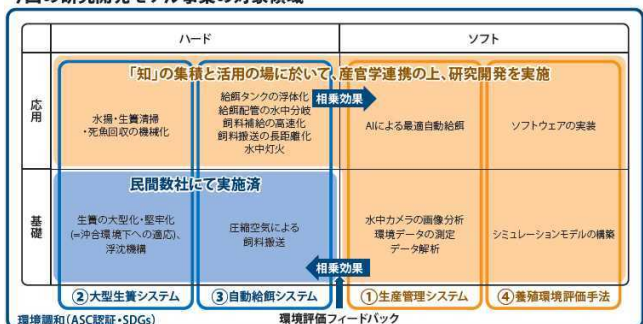 今回の研究開発モデル事業の対象領域
ハード
ソフト
「知」の集積と活用の場に於いて、産官学連携の上、研究開発を実施
応用
水揚・生簀清掃
・死魚回収の機械化
給餌タンクの浮体化
給餌配管の水中分岐
飼料補給の高速化
飼料搬送の長距離化
水中灯火
相乗効果
AIによる最適自動給餌
ソフトウェアの実装
民間数社にて実施済
基礎
生簀の大型化・堅牢化
(=沖合環境下への適応)、
浮沈機構
圧縮空気による
飼料搬送
水中カメラの画像分析
環境データの測定
データ解析
シミュレーションモデルの構築
相乗効果
②大型生簀システム
③自動給餌システム
①生産管理システム
④養殖環境評価手法
環境調和(ASC認証・SDGs)
環境評価フィードバック